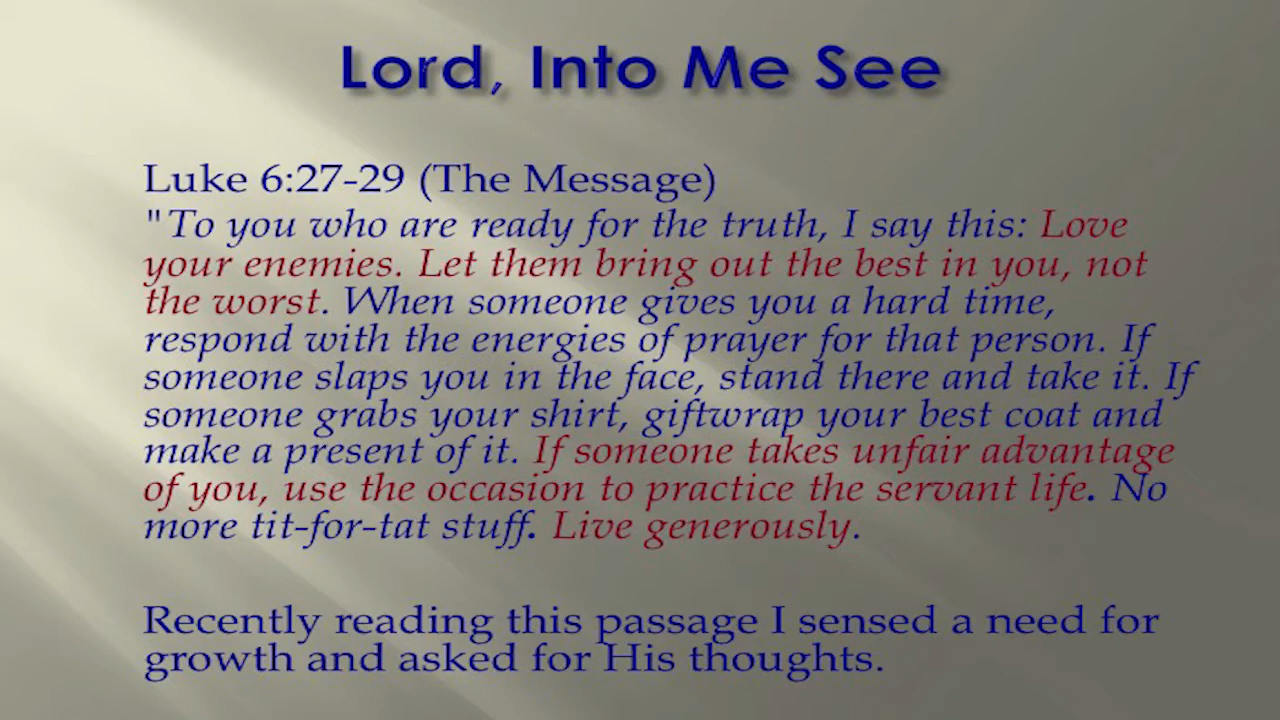 Lord, Into Me See
Luke 6:27-29 (The Message)
"To you who are ready for the truth, I say this: Love
your enemies. Let them bring out the best in you, not
the worst. When someone gives you a hard time,
respond with the energies of prayer for that person. If
someone slaps you in the face, stand there and take it. If
someone grabs your shirt, giftwrap your best coat and
make a present of it. If someone takes unfair advantage
of you, use the occasion to practice the servant life. No
more tit-for-tat stuff. Live generously.
Recently reading this passage I sensed a need for
growth and asked for His thoughts.